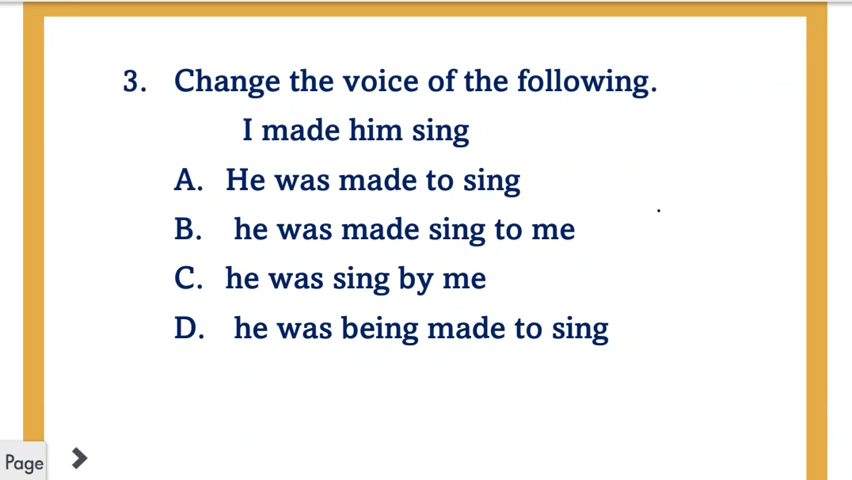 3. Change the voice of the following.
I made him sing
A. He was made to sing
B. he was made sing to me
C. he was sing by me
D. he was being made to sing
Page